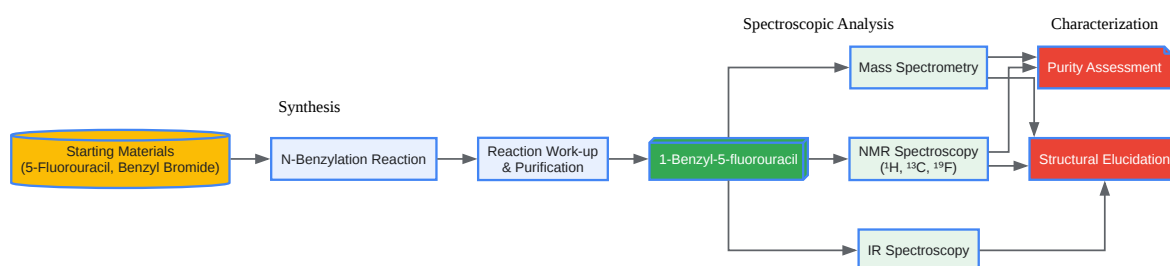 Spectroscopic Analysis
Characterization
Mass Spectrometry
Purity Assessment
Synthesis
Starting Materials
(5-Fluorouracil, Benzyl Bromide)
N-Benzylation Reaction
Reaction Work-up
& Purification
1-Benzyl-5-fluorouracil
NMR Spectroscopy
(¹H, ¹³C, ¹⁹F)
Structural Elucidation
IR Spectroscopy